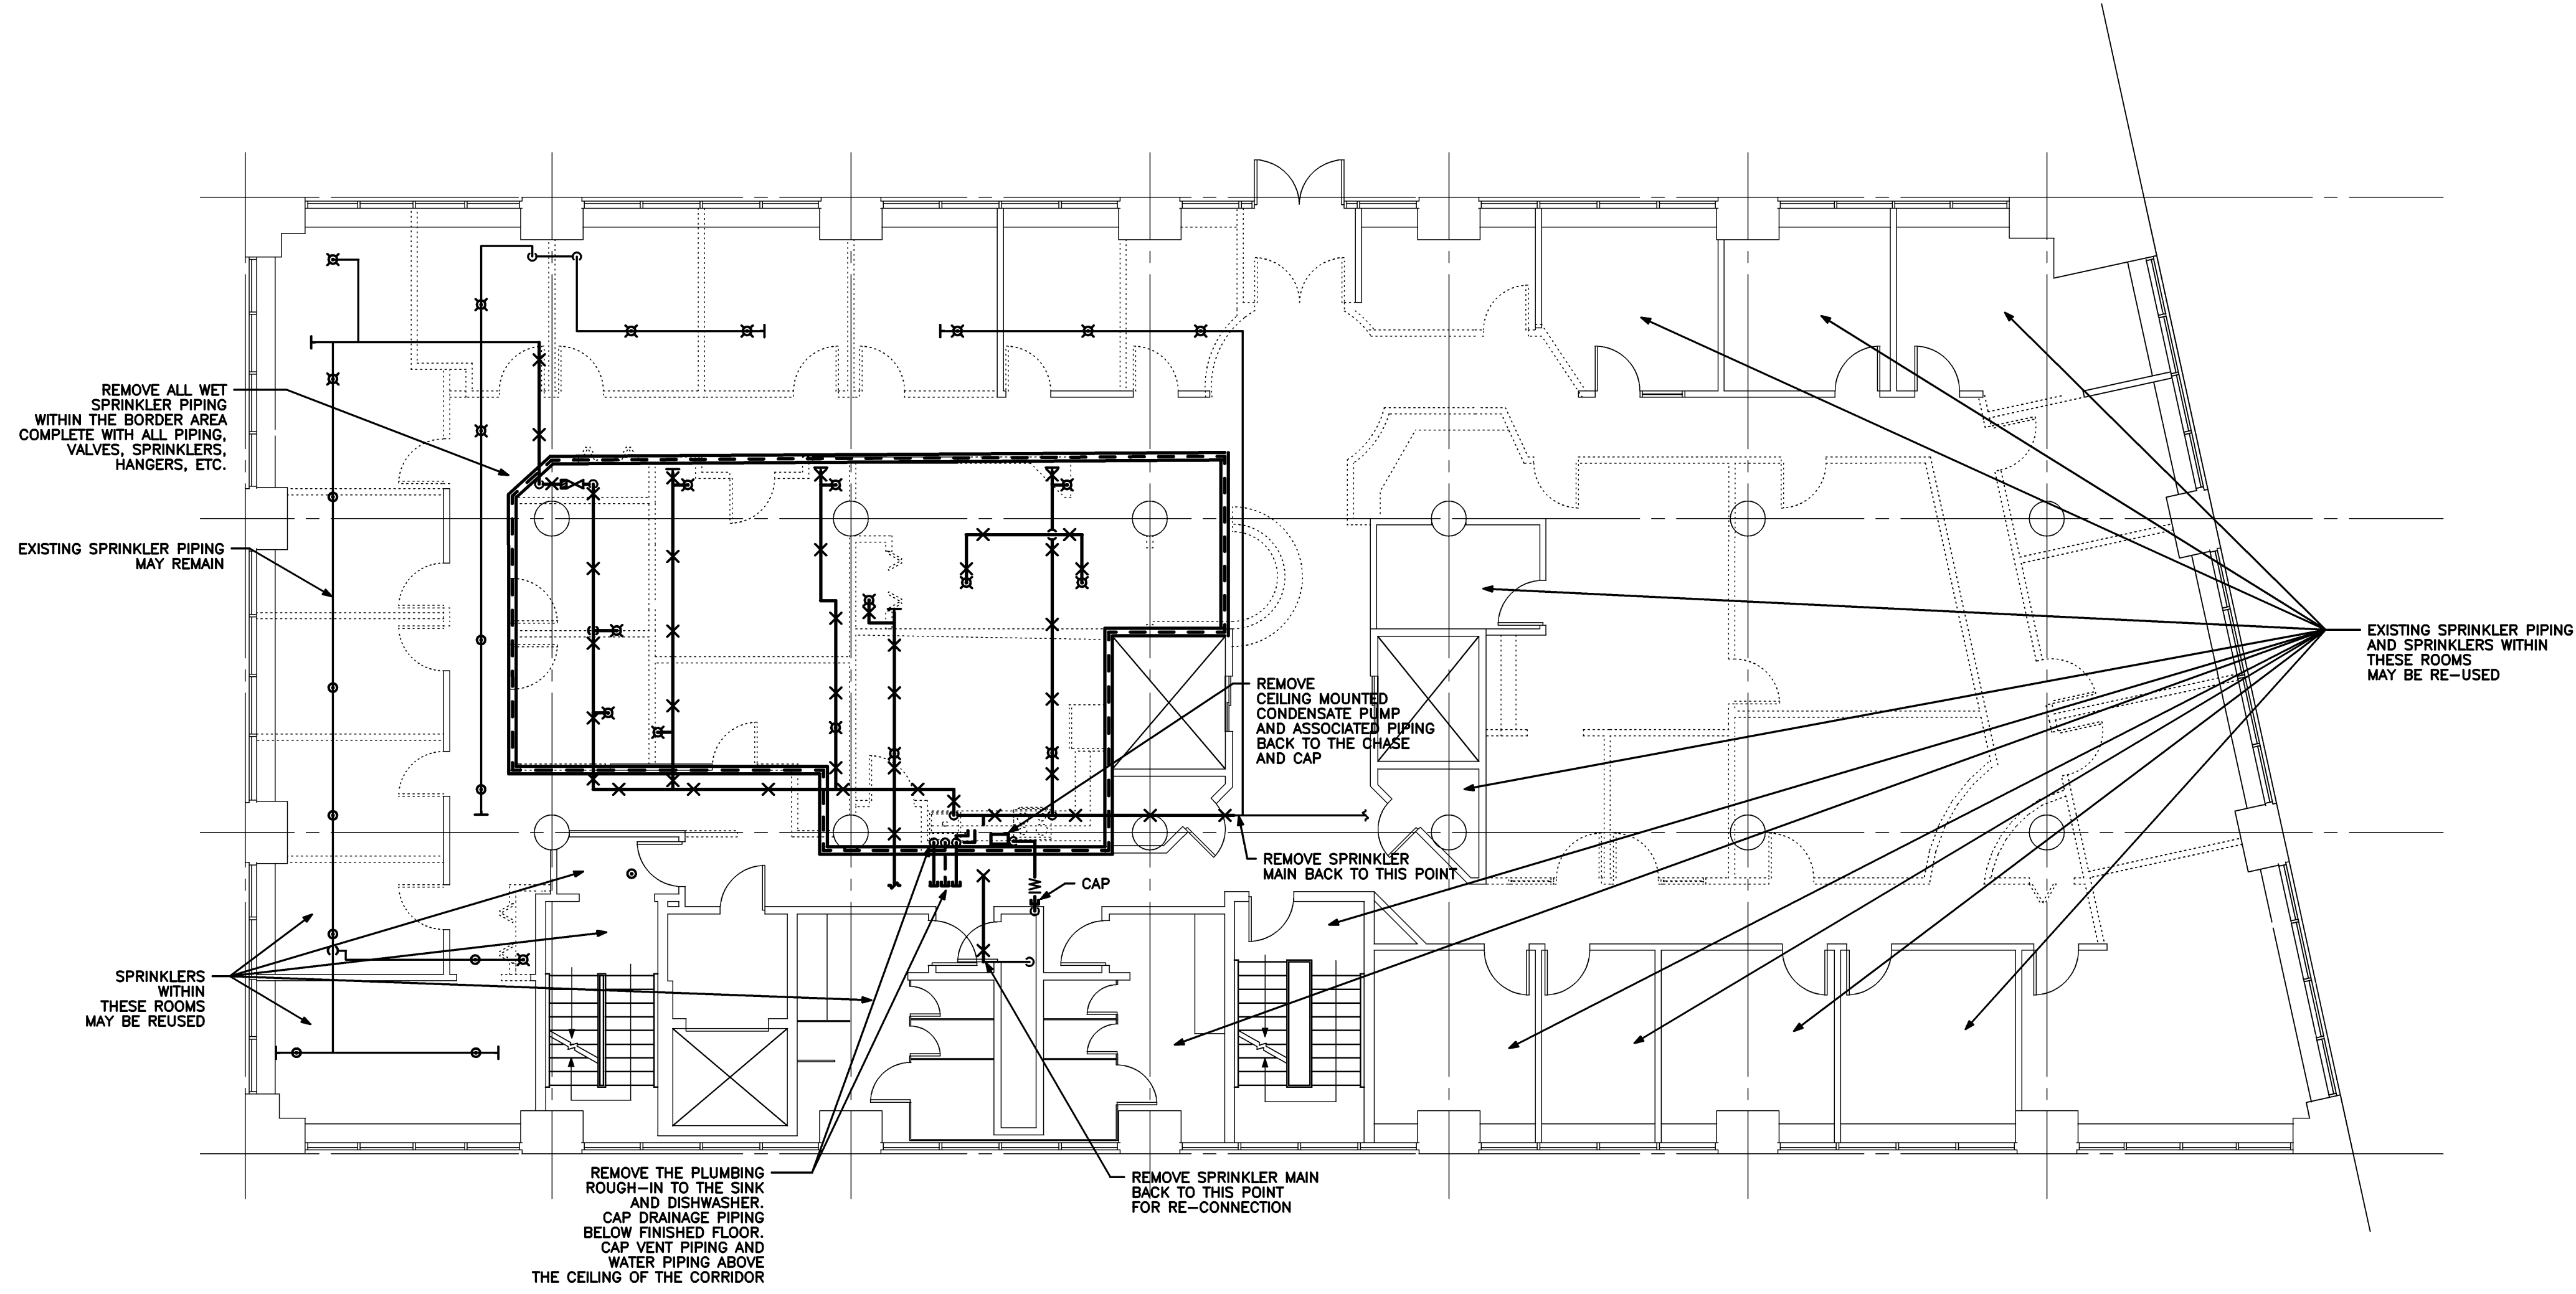 REMOVE ALL WET
SPRINKLER PIPING
WITHIN THE BORDER AREA
COMPLETE WITH ALL PIPING,
VALVES, SPRINKLERS,
HANGERS, ETC.
EXISTING SPRINKLER PIPING
MAY REMAIN
EXISTING SPRINKLER PIPING
AND SPRINKLERS WITHIN
THESE ROOMS
MAY BE RE-USED
REMOVE
CEILING MOUNTED
CONDENSATE PUMP
AND ASSOCIATED PIPING
BACK TO THE CHASE
AND CAP
REMOVE SPRINKLER
MAIN BACK TO THIS POINT
CAP
SPRINKLERS
WITHIN
THESE ROOMS
MAY BE REUSED
REMOVE THE PLUMBING
ROUGH-IN TO THE SINK
AND DISHWASHER.
CAP DRAINAGE PIPING
BELOW FINISHED FLOOR.
CAP VENT PIPING AND
WATER PIPING ABOVE
THE CEILING OF THE CORRIDOR
REMOVE SPRINKLER MAIN
BACK TO THIS POINT
FOR RE-CONNECTION